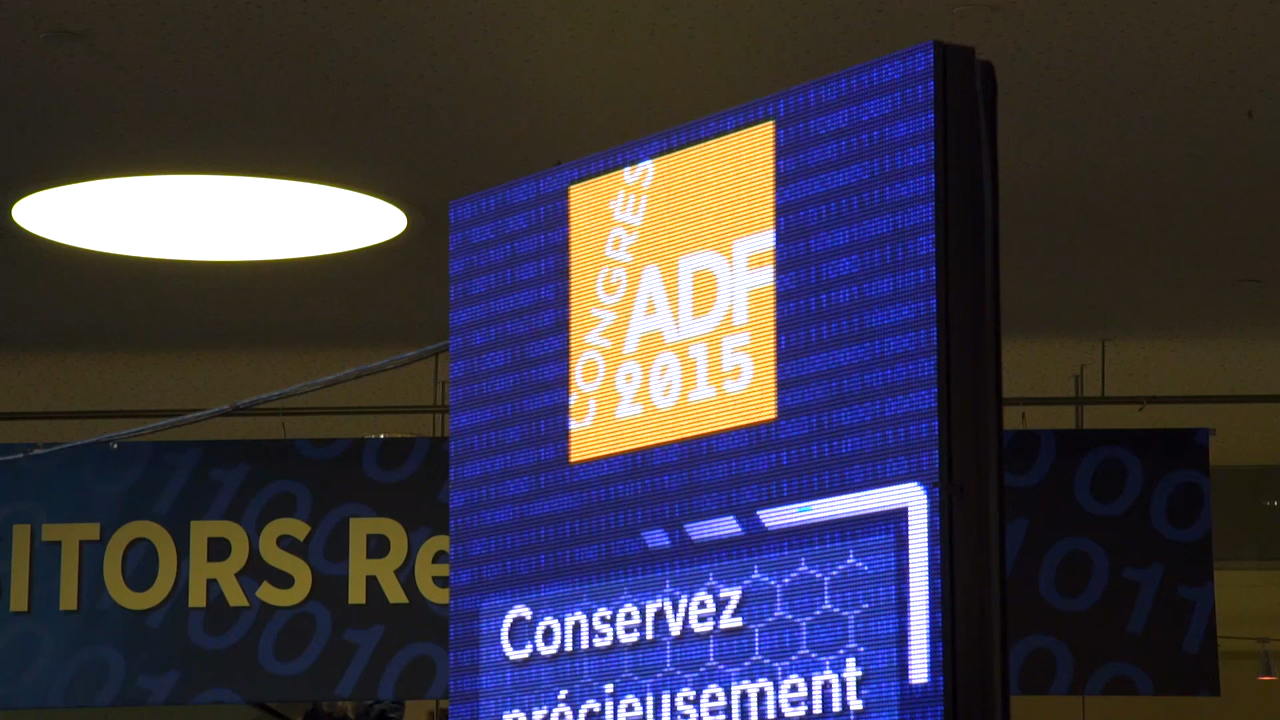 CONGRÈS
ADF
2015
ITORS Re
Conservez
précieusement